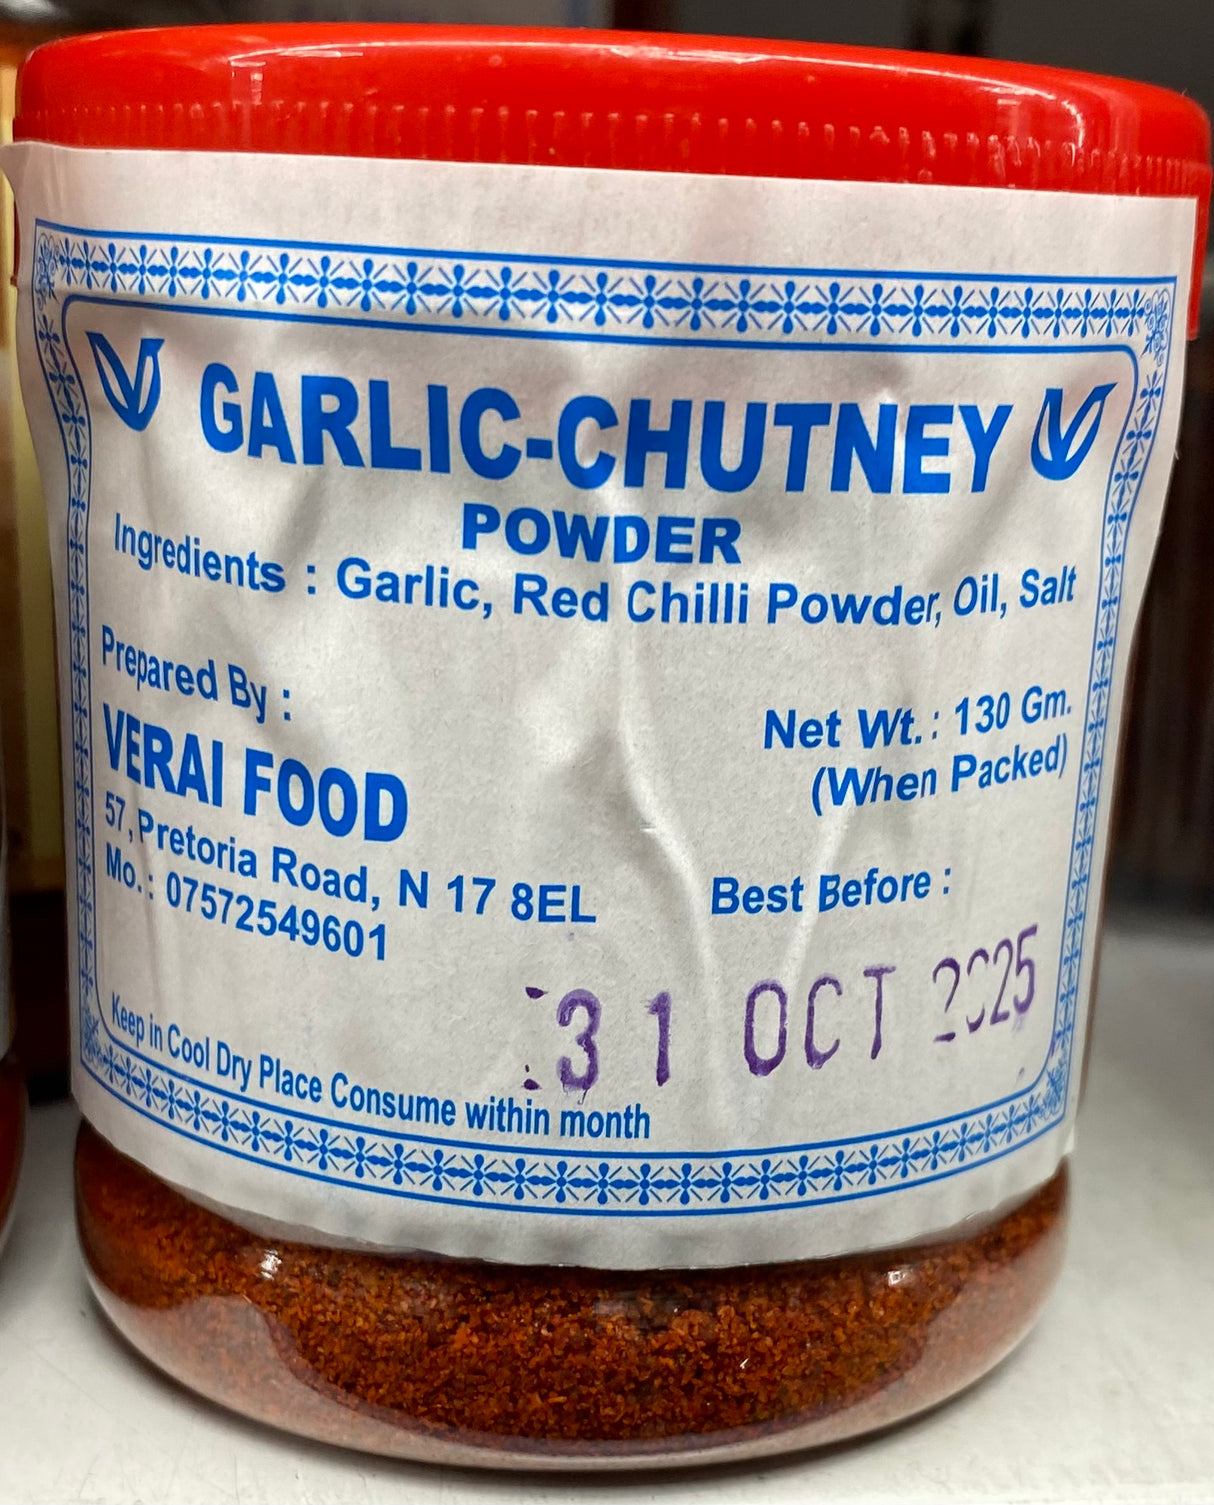 GARLIC-CHUTNEY
POWDER
Ingredients : Garlic, Red Chilli Powder, Oil, Salt
Prepared By :
VERAI FOOD
57, Pretoria Road, N 17 8EL
Mo.: 07572549601
Net Wt. : 130 Gm.
(When Packed)
Best Before :
31 OCT 2025
Keep in Cool Dry Place Consume within month